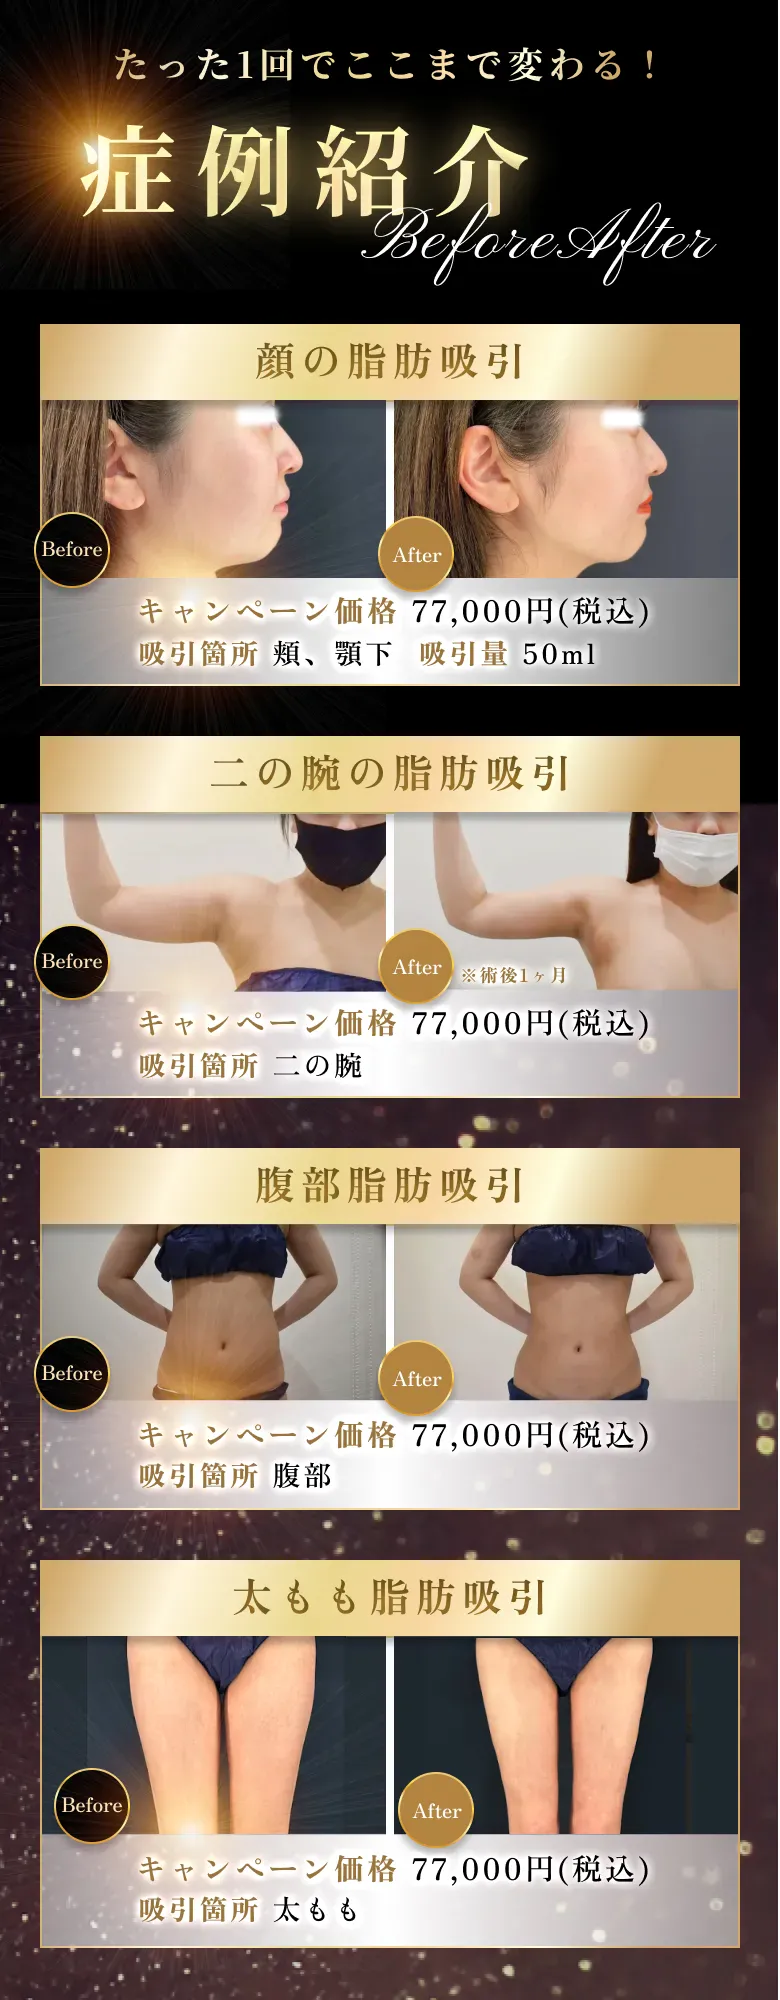 たった1回でここまで変わる！
症例紹介
BeforeAfter
顔の脂肪吸引
Before
After
キャンペーン価格 77,000円(税込)
吸引箇所 頬、顎下 吸引量 50ml
二の腕の脂肪吸引
Before
After
※術後1ヶ月
キャンペーン価格 77,000円(税込)
吸引箇所 二の腕
腹部脂肪吸引
Before
After
キャンペーン価格 77,000円(税込)
吸引箇所 腹部
太もも脂肪吸引
Before
After
キャンペーン価格 77,000円(税込)
吸引箇所 太もも